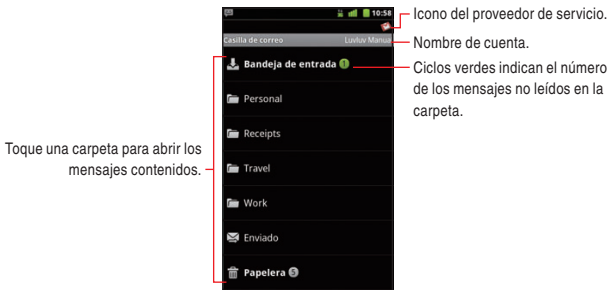 10:58
Icono del proveedor de servicio.
Casilla de correo Luvluv Manua
Nombre de cuenta.
Bandeja de entrada 1
Ciclos verdes indican el número
de los mensajes no leídos en la
carpeta.
Personal
Receipts
Toque una carpeta para abrir los
mensajes contenidos.
Travel
Work
Enviado
Papelera 5